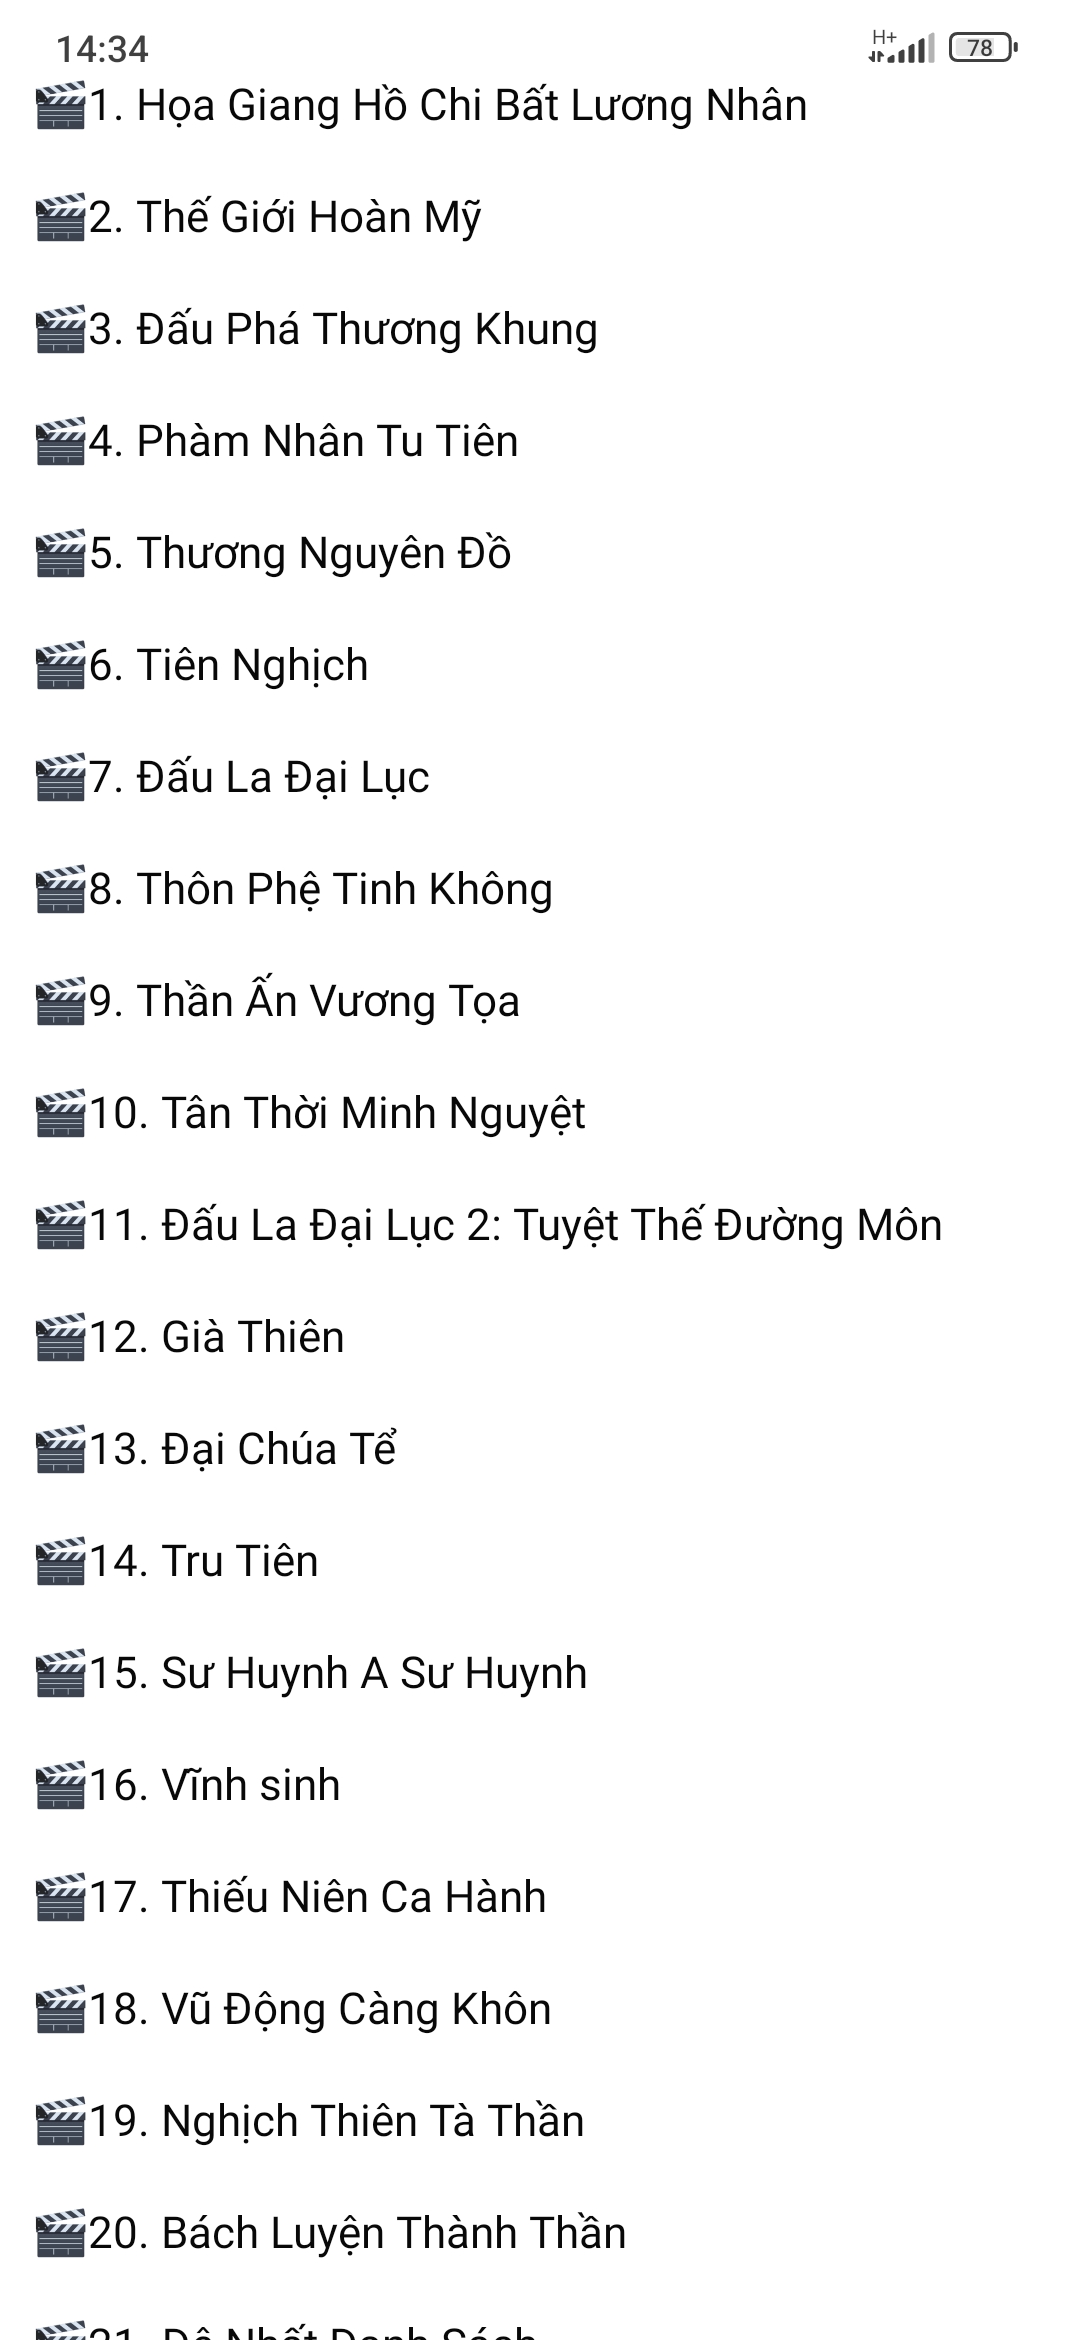 14:34
H+
78
🎬1. Họa Giang Hồ Chi Bất Lương Nhân
🎬2. Thế Giới Hoàn Mỹ
🎬3. Đấu Phá Thương Khung
🎬4. Phàm Nhân Tu Tiên
🎬5. Thương Nguyên Đồ
🎬6. Tiên Nghịch
🎬7. Đấu La Đại Lục
🎬8. Thôn Phệ Tinh Không
🎬9. Thần Ấn Vương Tọa
🎬10. Tân Thời Minh Nguyệt
🎬11. Đấu La Đại Lục 2: Tuyệt Thế Đường Môn
🎬12. Già Thiên
🎬13. Đại Chúa Tể
🎬14. Tru Tiên
🎬15. Sư Huynh A Sư Huynh
🎬16. Vĩnh sinh
🎬17. Thiếu Niên Ca Hành
🎬18. Vũ Động Càng Khôn
🎬19. Nghịch Thiên Tà Thần
🎬20. Bách Luyện Thành Thần
🎬21. Đệ Nhất Danh Sách